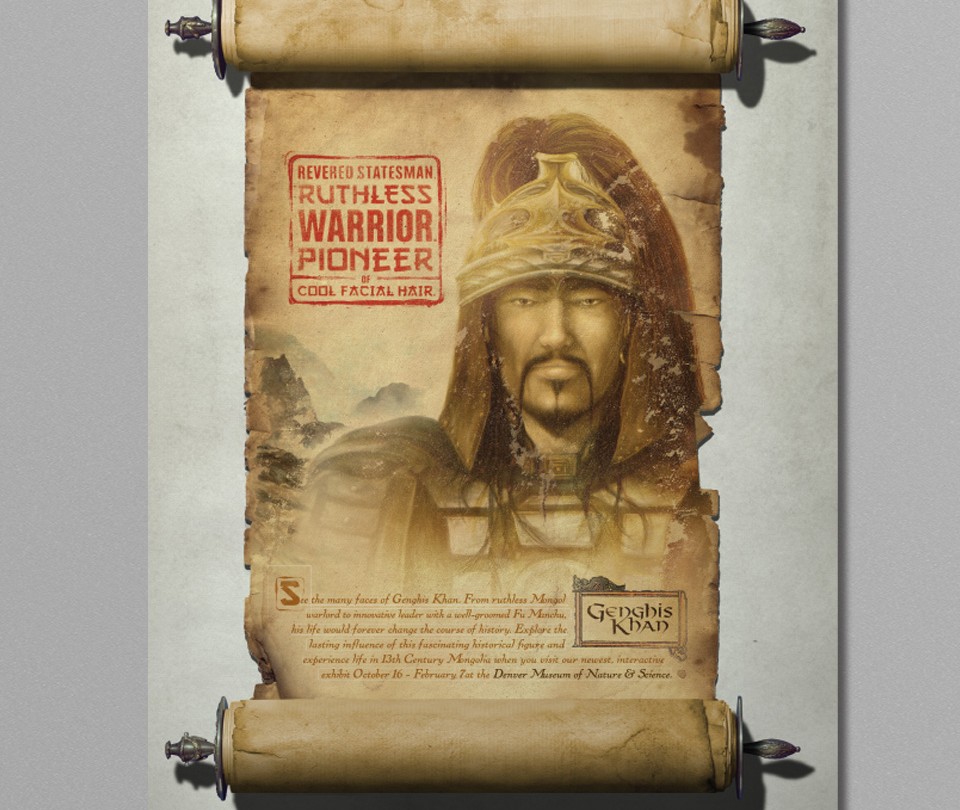 REVERED STATESMAN
RUTHLESS
WARRIOR
PIONEER
OF
COOL FACIAL HAIR.
See the many faces of Genghis Khan. From ruthless Mongol
warlord to innovative leader with a well-groomed Fu Manchu,
his life would forever change the course of history. Explore the
lasting influence of this fascinating historical figure and
experience life in 13th Century Mongolia when you visit our newest, interactive
exhibit October 16 - February 7 at the Denver Museum of Nature & Science.
Genghis
Khan